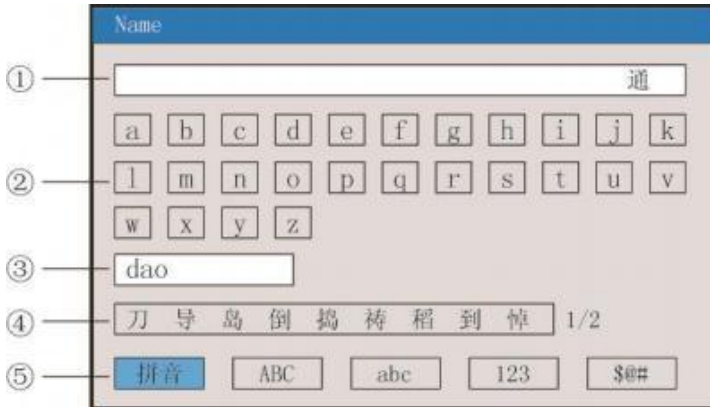 Name
① 通
a b c d e f g h i j k
② l m n o p q r s t u v
w x y z
③ dao
④ 刀 导 岛 倒 捣 祷 稻 到 悼 1/2
⑤ 拼音 ABC abc 123 $@#